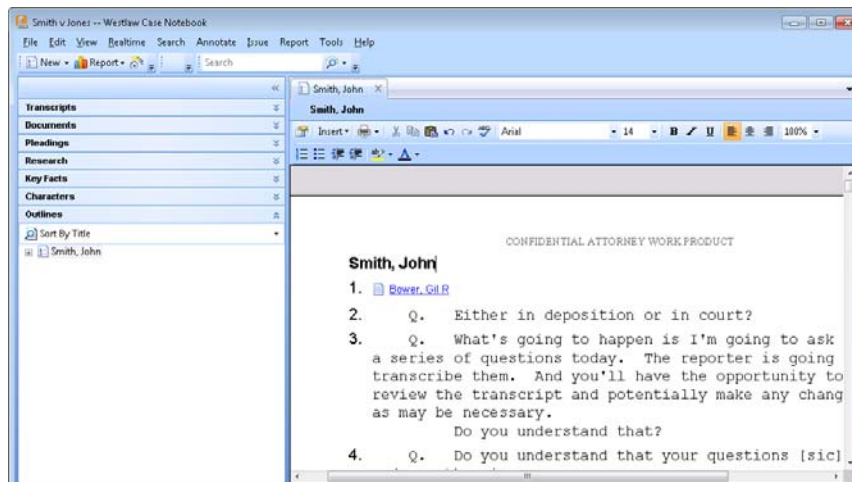 Smith v Jones -- Westlaw Case Notebook
File Edit View Realtime Search Annotate Issue Report Tools Help
New Report Search
Smith, John
Transcripts
Documents
Pleadings
Research
Key Facts
Characters
Outlines
Sort By Title
Smith, John
Smith, John
Insert Arial 14 B I U 100%
A
CONFIDENTIAL ATTORNEY WORK PRODUCT
Smith, John
1. Bower, Gil R
2. Q. Either in deposition or in court?
3. Q. What's going to happen is I'm going to ask
a series of questions today. The reporter is going
transcribe them. And you'll have the opportunity to
review the transcript and potentially make any chang
as may be necessary.
Do you understand that?
4. Q. Do you understand that your questions [sic]